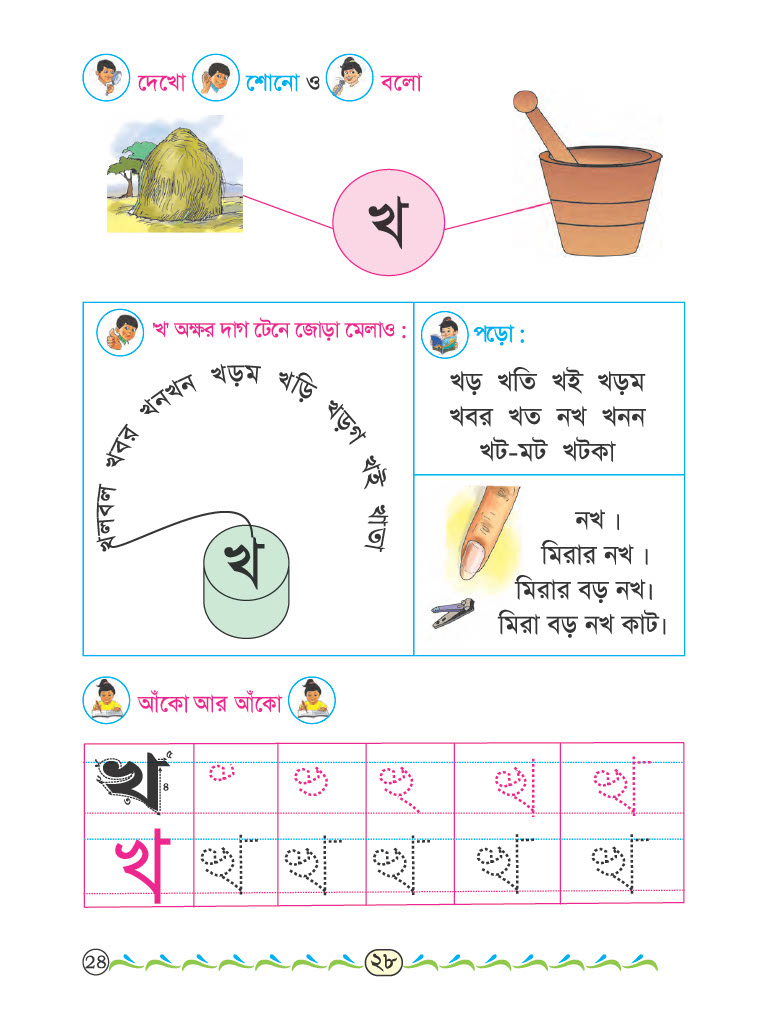 দেখো শোনো ও বলো
খ
'খ' অক্ষর দাগ টেনে জোড়া মেলাও :
খলবল খবর খনখন খড়ম খড়ি খড়গ খই খাতা
খ
পড়ো :
খড় খতি খই খড়ম
খবর খত নখ খনন
খট-মট খটকা
নখ ।
মিরার নখ ।
মিরার বড় নখ।
মিরা বড় নখ কাট।
আঁকো আর আঁকো
খ খ খ
খ খ খ খ খ খ
28 ২৮